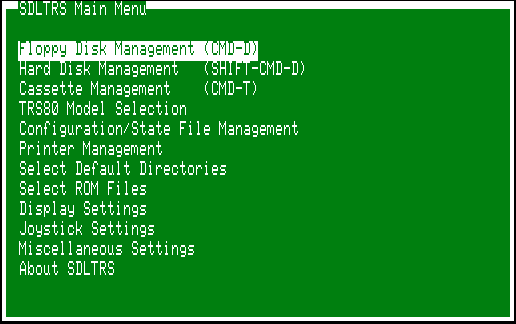 SDLTRS Main Menu
Floppy Disk Management (CMD-D)
Hard Disk Management (SHIFT-CMD-D)
Cassette Management (CMD-T)
TRS80 Model Selection
Configuration/State File Management
Printer Management
Select Default Directories
Select ROM Files
Display Settings
Joystick Settings
Miscellaneous Settings
About SDLTRS